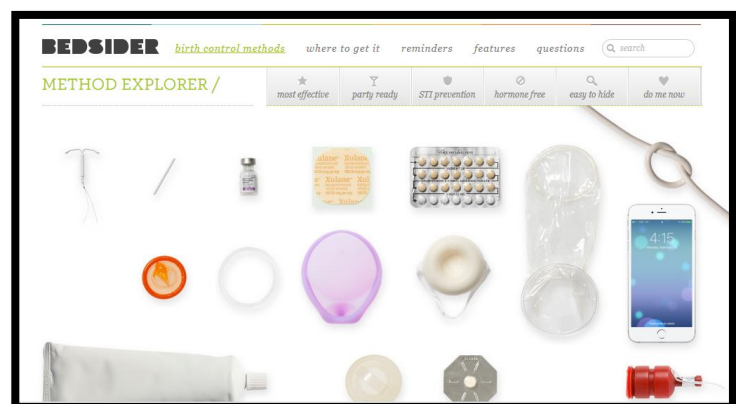 BEDSIDER birth control methods where to get it reminders features questions search
METHOD EXPLORER / most effective party ready STI prevention hormone free easy to hide do me now
Xulane
4:15